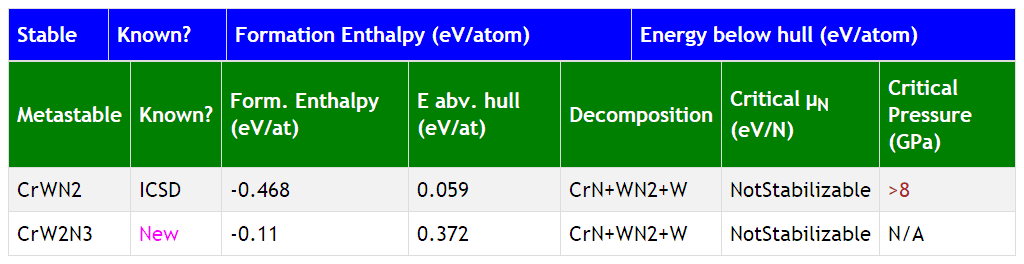 Stable Known? Formation Enthalpy (eV/atom) Energy below hull (eV/atom)
Metastable Known? Form. Enthalpy (eV/at) E abv. hull (eV/at) Decomposition Critical μN (eV/N) Critical Pressure (GPa)
CrWN2 ICSD -0.468 0.059 CrN+WN2+W NotStabilizable >8
CrW2N3 New -0.11 0.372 CrN+WN2+W NotStabilizable N/A